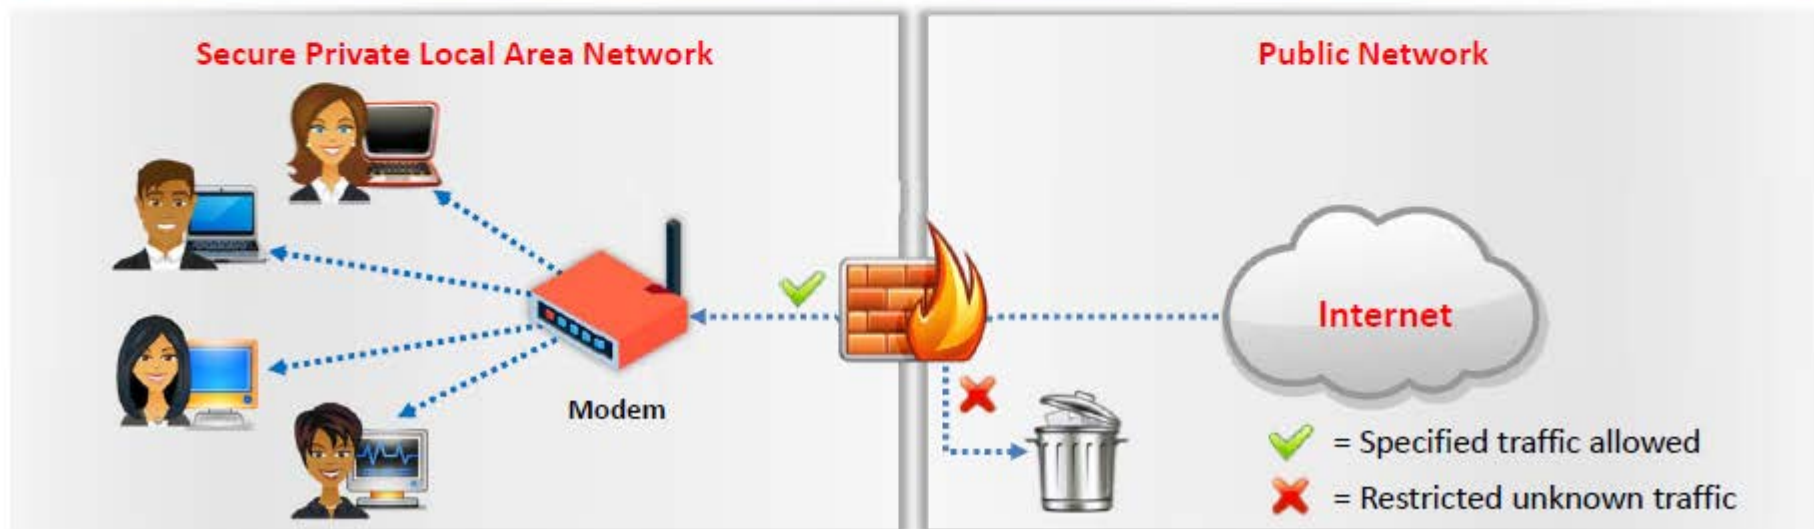 Secure Private Local Area Network
Public Network
Internet
Modem
= Specified traffic allowed
= Restricted unknown traffic